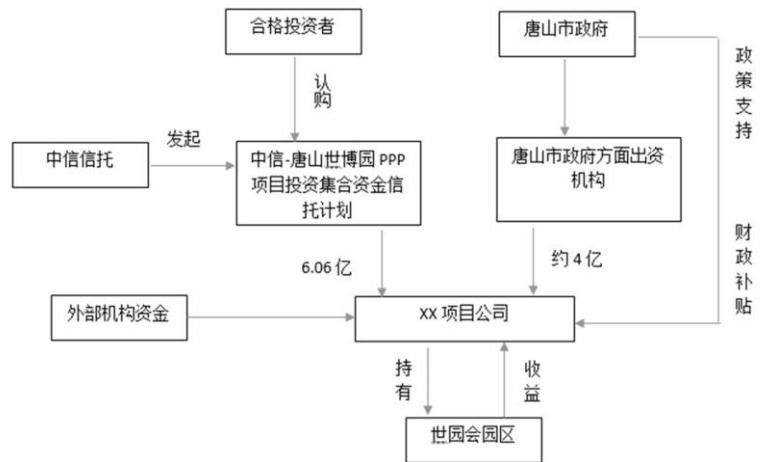 合格投资者
唐山市政府
认购
政策支持
中信信托
发起
中信-唐山世博园 PPP
项目投资集合资金信
托计划
唐山市政府方面出资
机构
6.06 亿
约 4 亿
财政补贴
外部机构资金
XX 项目公司
持有
收益
世园会园区